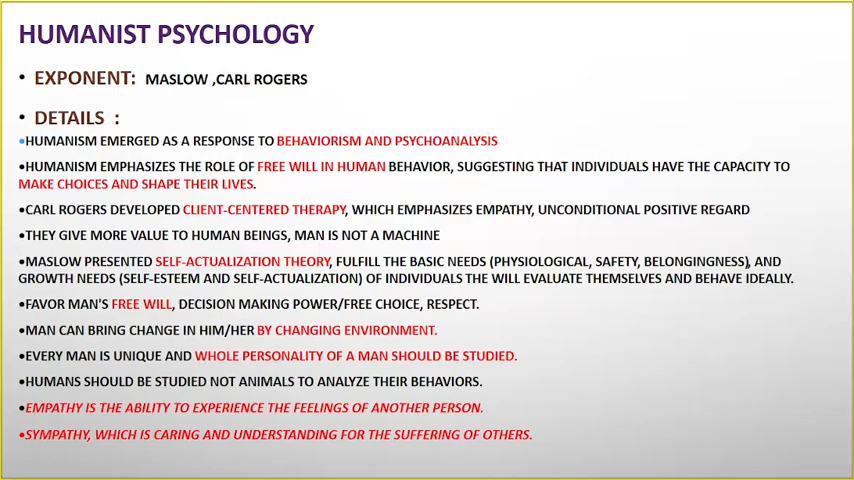 HUMANIST PSYCHOLOGY
• EXPONENT: MASLOW ,CARL ROGERS
• DETAILS :
•HUMANISM EMERGED AS A RESPONSE TO BEHAVIORISM AND PSYCHOANALYSIS
•HUMANISM EMPHASIZES THE ROLE OF FREE WILL IN HUMAN BEHAVIOR, SUGGESTING THAT INDIVIDUALS HAVE THE CAPACITY TO
MAKE CHOICES AND SHAPE THEIR LIVES.
•CARL ROGERS DEVELOPED CLIENT-CENTERED THERAPY, WHICH EMPHASIZES EMPATHY, UNCONDITIONAL POSITIVE REGARD
•THEY GIVE MORE VALUE TO HUMAN BEINGS, MAN IS NOT A MACHINE
•MASLOW PRESENTED SELF-ACTUALIZATION THEORY, FULFILL THE BASIC NEEDS (PHYSIOLOGICAL, SAFETY, BELONGINGNESS), AND
GROWTH NEEDS (SELF-ESTEEM AND SELF-ACTUALIZATION) OF INDIVIDUALS THE WILL EVALUATE THEMSELVES AND BEHAVE IDEALLY.
•FAVOR MAN'S FREE WILL, DECISION MAKING POWER/FREE CHOICE, RESPECT.
•MAN CAN BRING CHANGE IN HIM/HER BY CHANGING ENVIRONMENT.
•EVERY MAN IS UNIQUE AND WHOLE PERSONALITY OF A MAN SHOULD BE STUDIED.
•HUMANS SHOULD BE STUDIED NOT ANIMALS TO ANALYZE THEIR BEHAVIORS.
•EMPATHY IS THE ABILITY TO EXPERIENCE THE FEELINGS OF ANOTHER PERSON.
•SYMPATHY, WHICH IS CARING AND UNDERSTANDING FOR THE SUFFERING OF OTHERS.